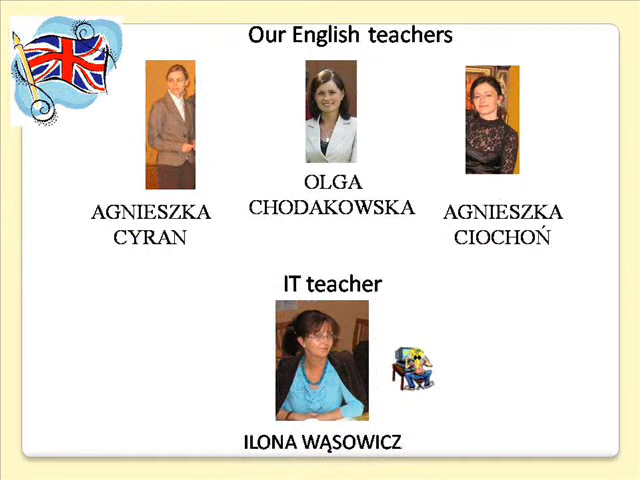 Our English teachers
OLGA
CHODAKOWSKA
AGNIESZKA
CYRAN
AGNIESZKA
CIOCHOŃ
IT teacher
ILONA WĄSOWICZ